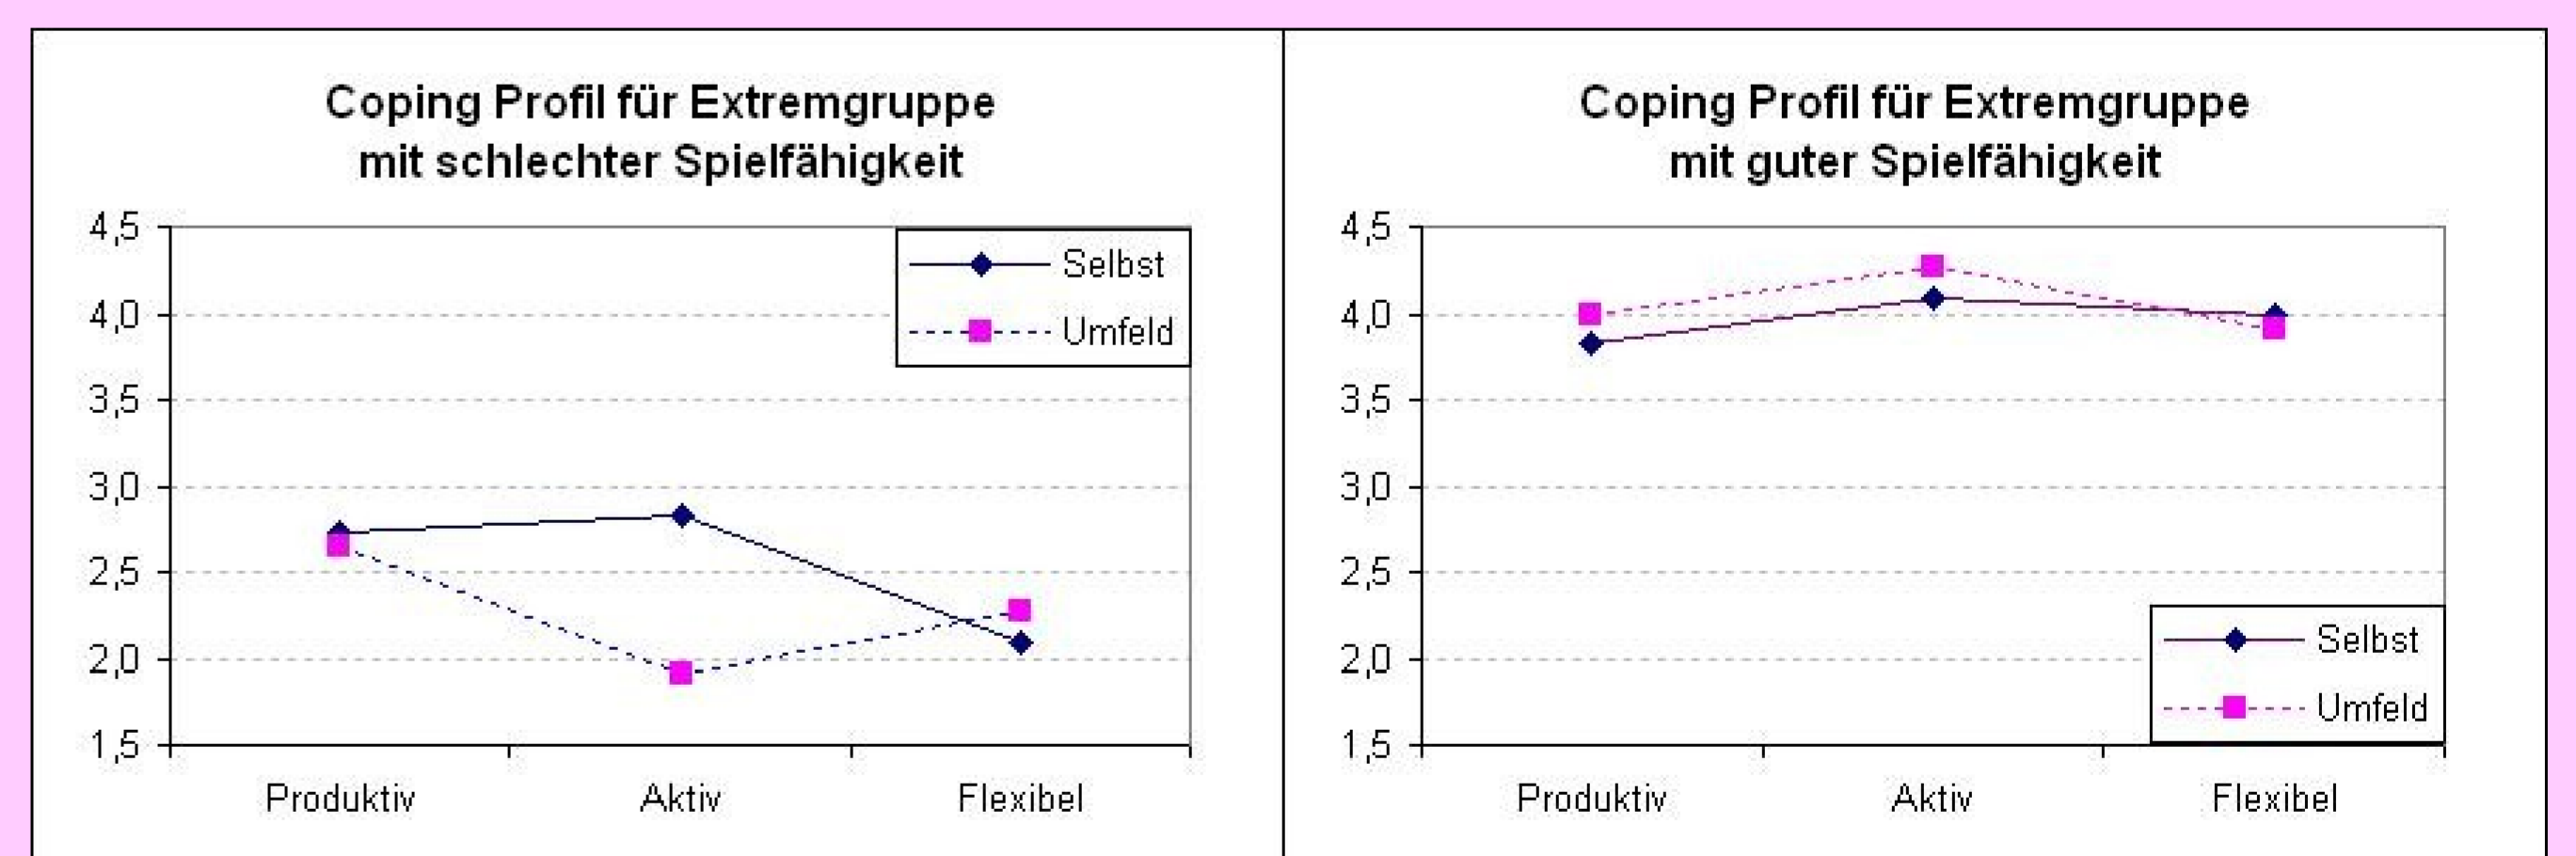 Coping Profil für Extremgruppe
mit schlechter Spielfähigkeit
4,5
4,0
3,5
3,0
2,5
2,0
1,5
Selbst
Umfeld
Produktiv Aktiv Flexibel
Coping Profil für Extremgruppe
mit guter Spielfähigkeit
4,5
4,0
3,5
3,0
2,5
2,0
1,5
Selbst
Umfeld
Produktiv Aktiv Flexibel